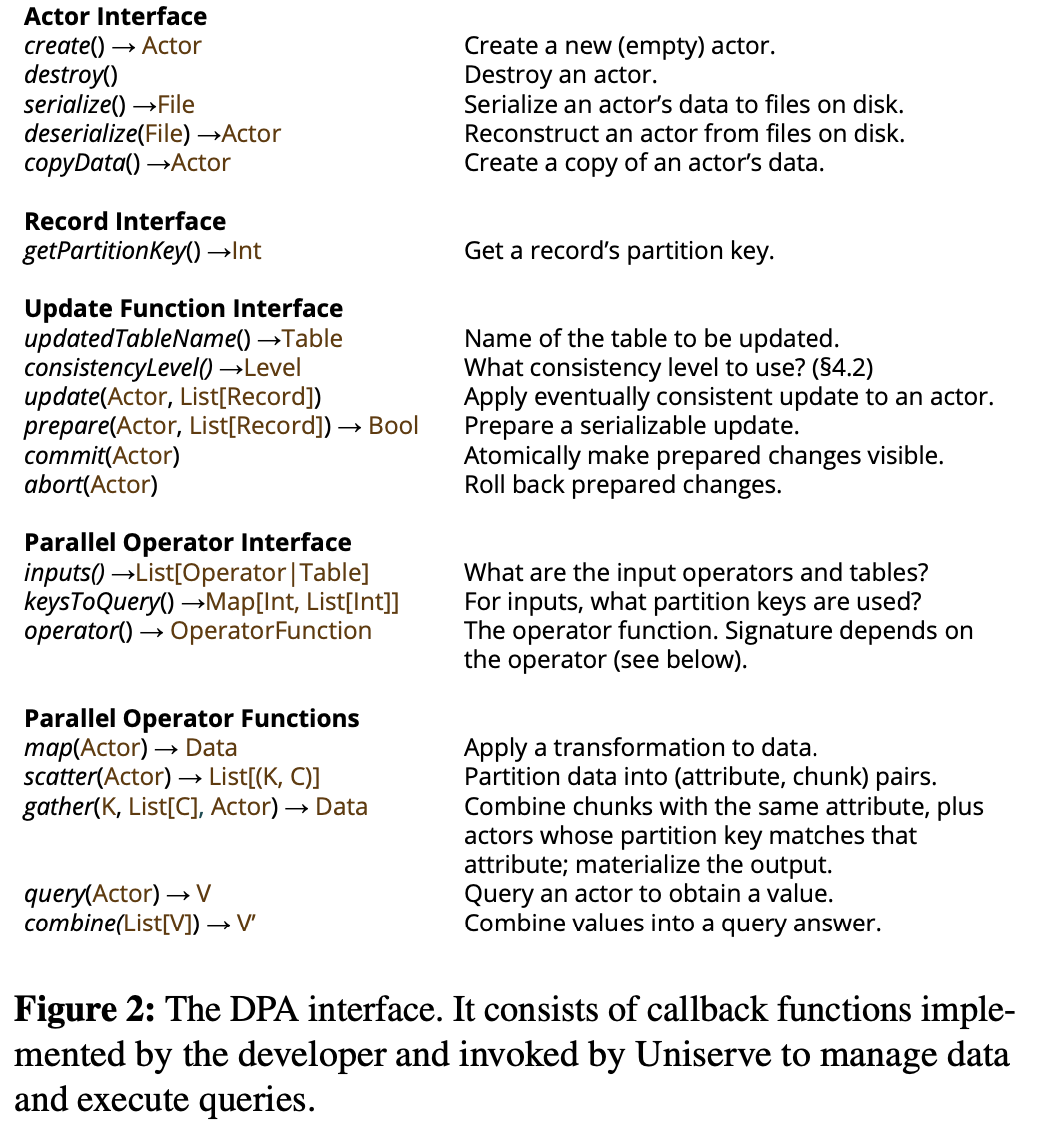 Actor Interface
create() → Actor Create a new (empty) actor.
destroy() Destroy an actor.
serialize() →File Serialize an actor’s data to files on disk.
deserialize(File) →Actor Reconstruct an actor from files on disk.
copyData() →Actor Create a copy of an actor’s data.
Record Interface
getPartitionKey() →Int Get a record’s partition key.
Update Function Interface
updatedTableName() →Table Name of the table to be updated.
consistencyLevel() →Level What consistency level to use? (§4.2)
update(Actor, List[Record]) Apply eventually consistent update to an actor.
prepare(Actor, List[Record]) → Bool Prepare a serializable update.
commit(Actor) Atomically make prepared changes visible.
abort(Actor) Roll back prepared changes.
Parallel Operator Interface
inputs() →List[Operator|Table] What are the input operators and tables?
keysToQuery() →Map[Int, List[Int]] For inputs, what partition keys are used?
operator() → OperatorFunction The operator function. Signature depends on
the operator (see below).
Parallel Operator Functions
map(Actor) → Data Apply a transformation to data.
scatter(Actor) → List[(K, C)] Partition data into (attribute, chunk) pairs.
gather(K, List[C], Actor) → Data Combine chunks with the same attribute, plus
actors whose partition key matches that
attribute; materialize the output.
query(Actor) → V Query an actor to obtain a value.
combine(List[V]) → V’ Combine values into a query answer.
Figure 2: The DPA interface. It consists of callback functions imple-
mented by the developer and invoked by Uniserve to manage data
and execute queries.